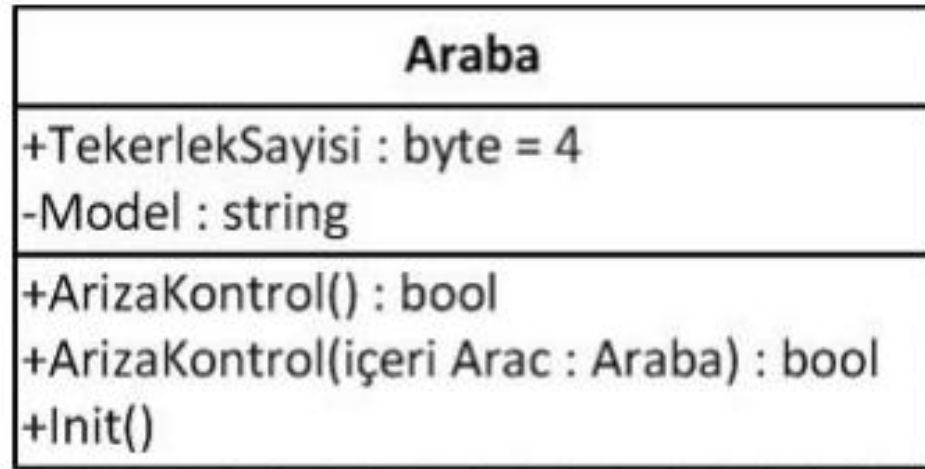 Araba
+TekerlekSayisi : byte = 4
-Model : string
+ArizaKontrol() : bool
+ArizaKontrol(içeri Arac : Araba) : bool
+Init()